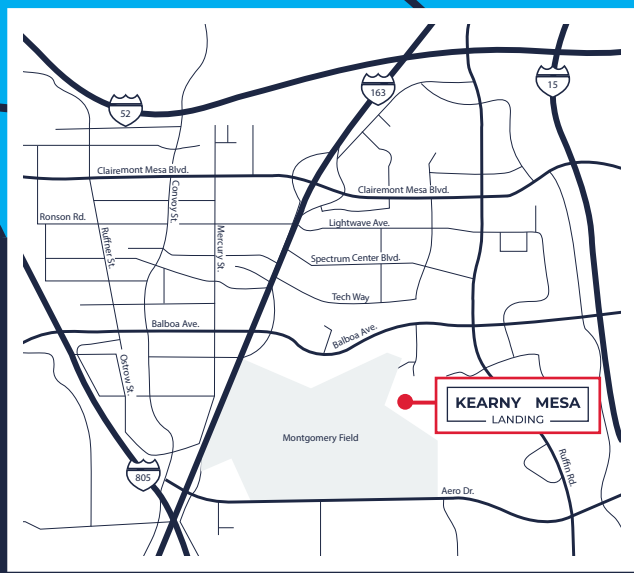 163
15
52
Clairemont Mesa Blvd.
Clairemont Mesa Blvd.
Convoy St.
Ronson Rd.
Lightwave Ave.
Ruffner St.
Mercury St.
Spectrum Center Blvd.
Tech Way
Balboa Ave.
Balboa Ave.
Ostrow St.
KEARNY MESA
LANDING
Montgomery Field
Ruffin Rd.
805
Aero Dr.